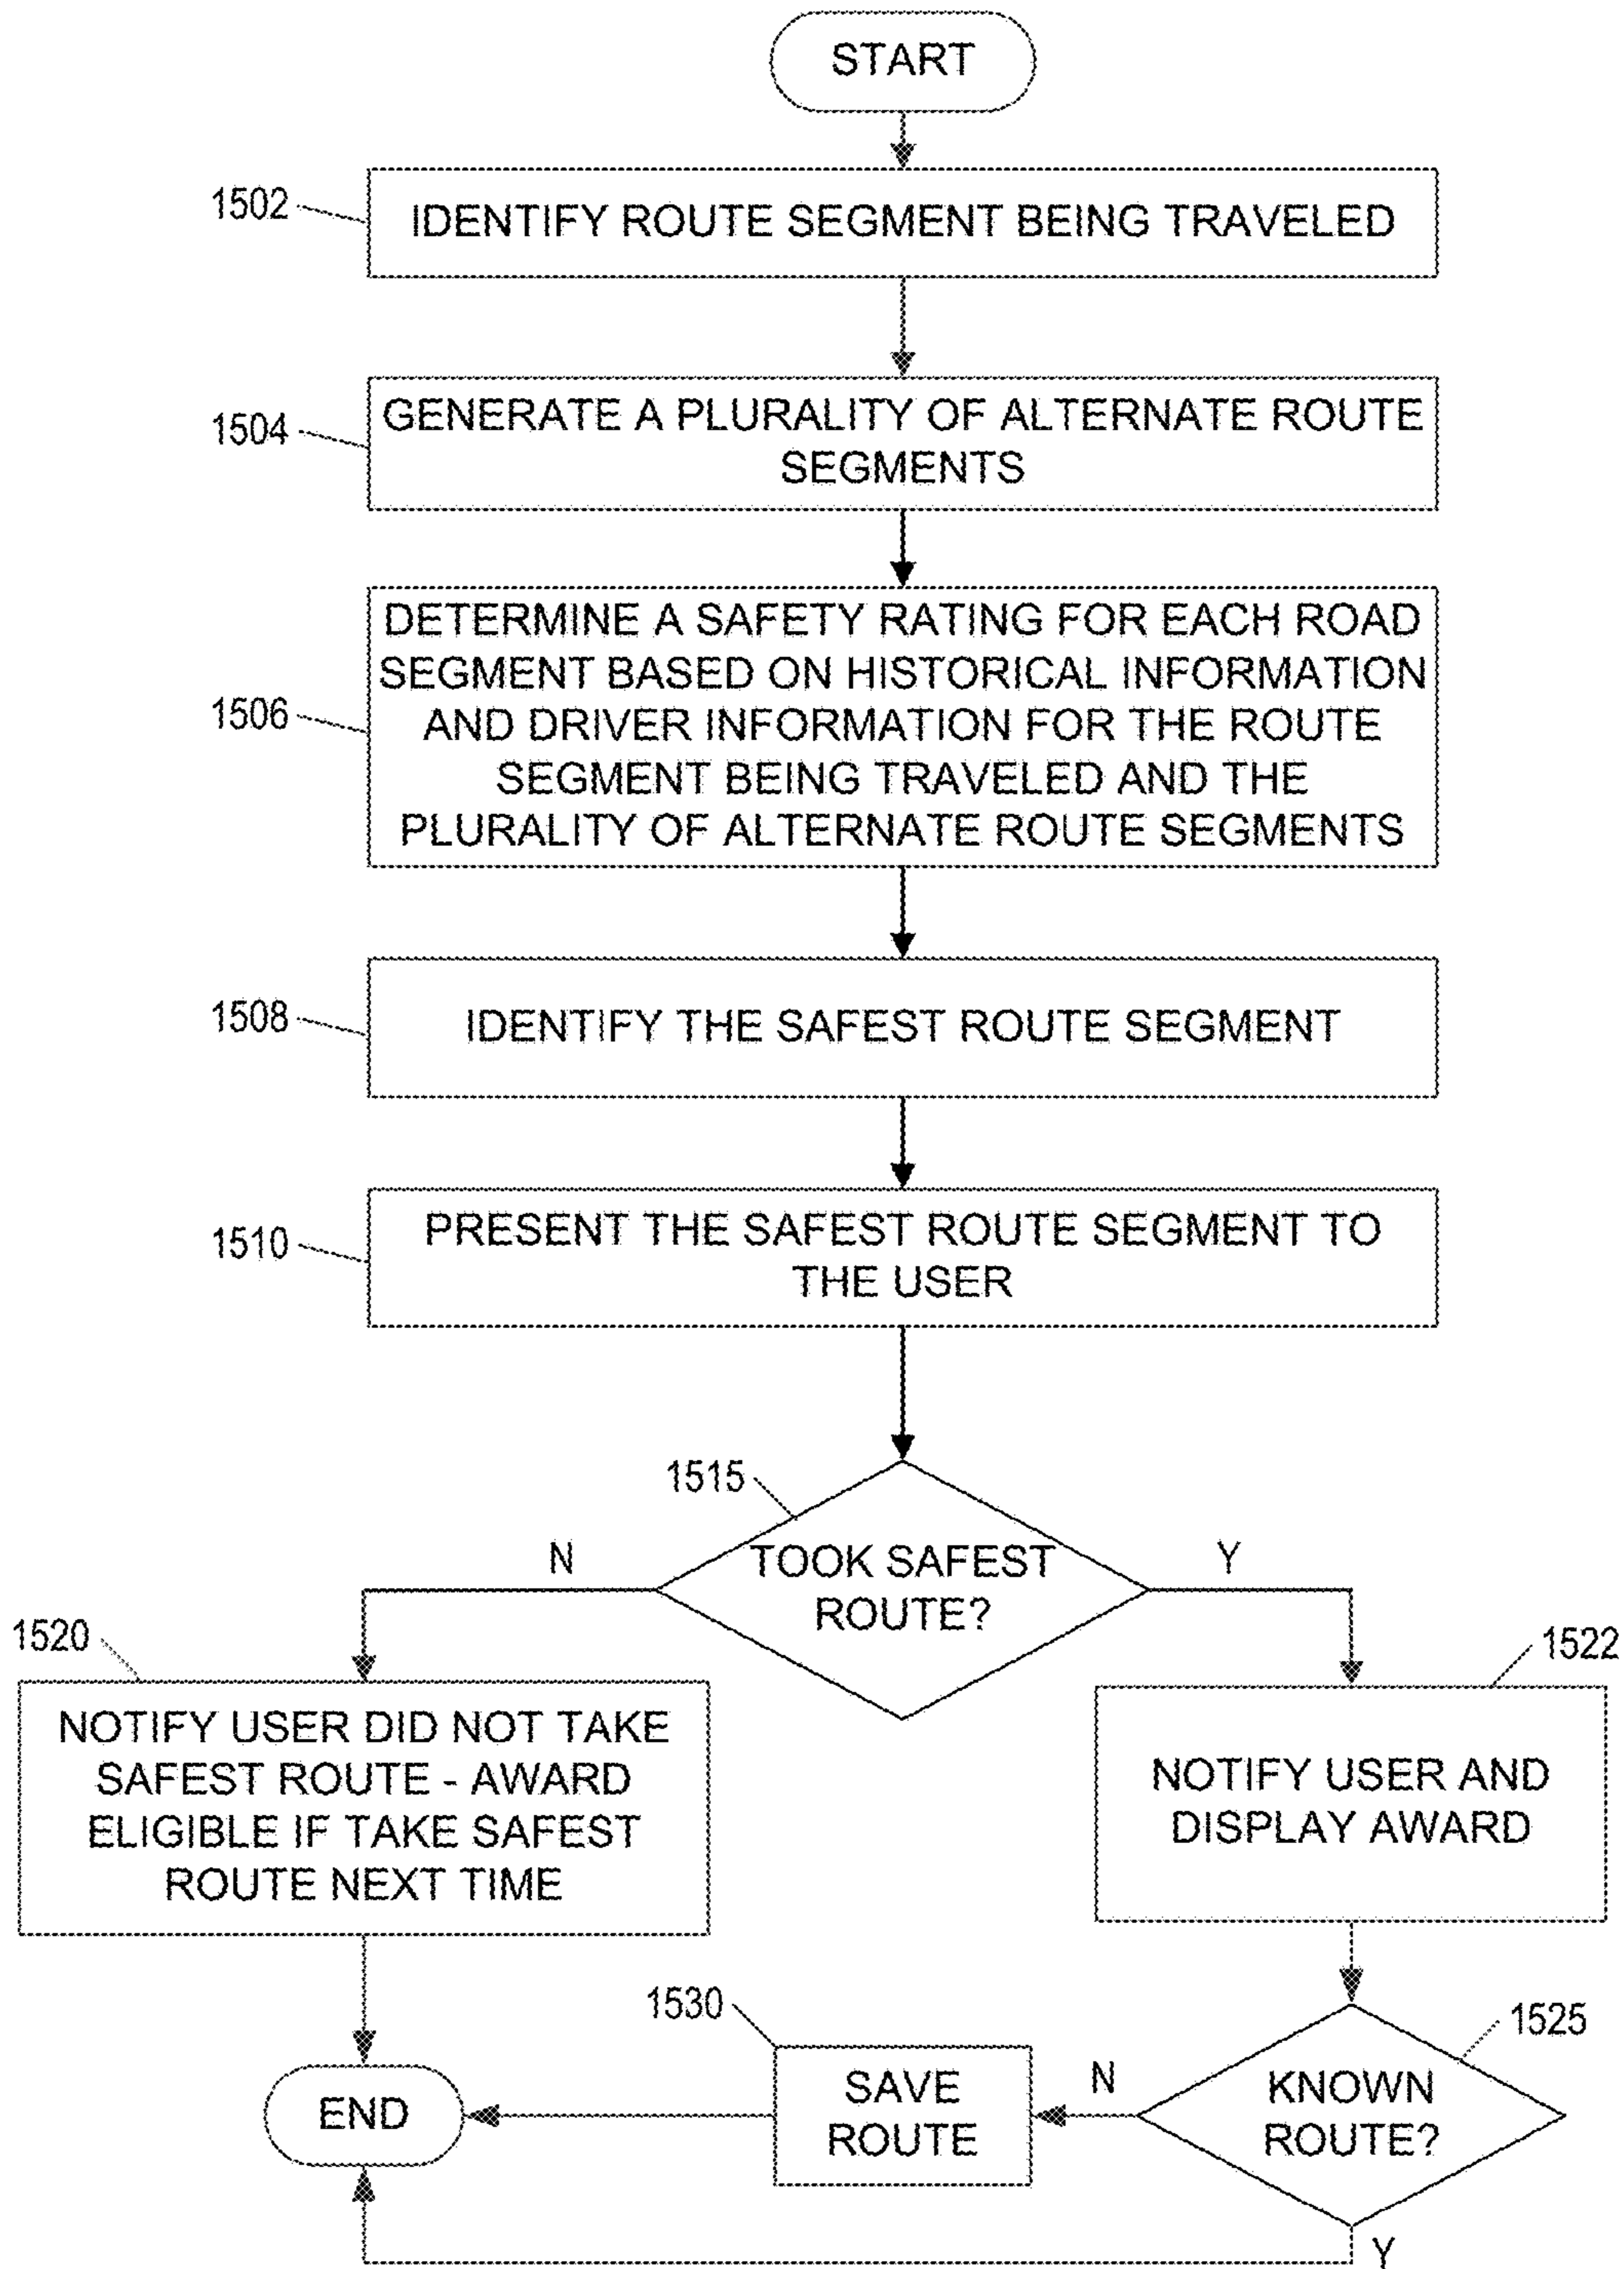 START
1502
IDENTIFY ROUTE SEGMENT BEING TRAVELED
1504
GENERATE A PLURALITY OF ALTERNATE ROUTE
SEGMENTS
1506
DETERMINE A SAFETY RATING FOR EACH ROAD
SEGMENT BASED ON HISTORICAL INFORMATION
AND DRIVER INFORMATION FOR THE ROUTE
SEGMENT BEING TRAVELED AND THE
PLURALITY OF ALTERNATE ROUTE SEGMENTS
1508
IDENTIFY THE SAFEST ROUTE SEGMENT
1510
PRESENT THE SAFEST ROUTE SEGMENT TO
THE USER
1515
TOOK SAFEST
ROUTE?
N
Y
1520
NOTIFY USER DID NOT TAKE
SAFEST ROUTE - AWARD
ELIGIBLE IF TAKE SAFEST
ROUTE NEXT TIME
1522
NOTIFY USER AND
DISPLAY AWARD
1525
KNOWN
ROUTE?
N
Y
1530
SAVE
ROUTE
END